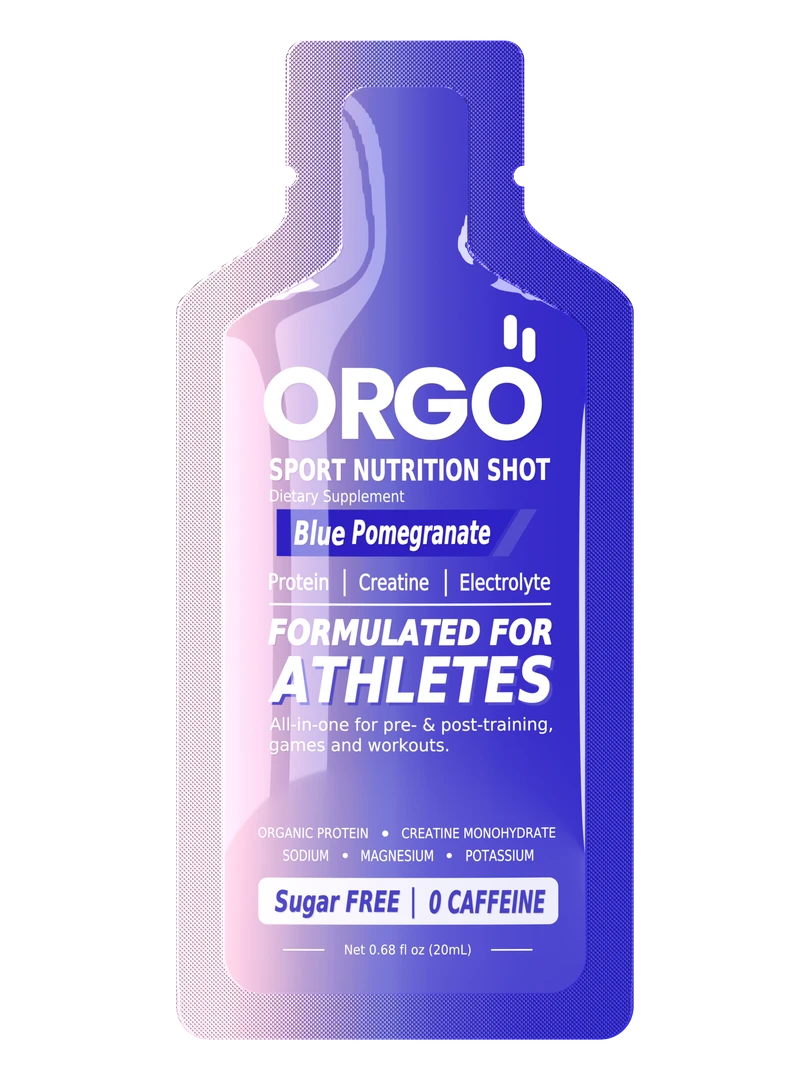 ORGO
SPORT NUTRITION SHOT
Dietary Supplement
Blue Pomegranate
Protein | Creatine | Electrolyte
FORMULATED FOR
ATHLETES
All-in-one for pre- & post-training,
games and workouts.
ORGANIC PROTEIN • CREATINE MONOHYDRATE
SODIUM • MAGNESIUM • POTASSIUM
Sugar FREE | 0 CAFFEINE
Net 0.68 fl oz (20mL)